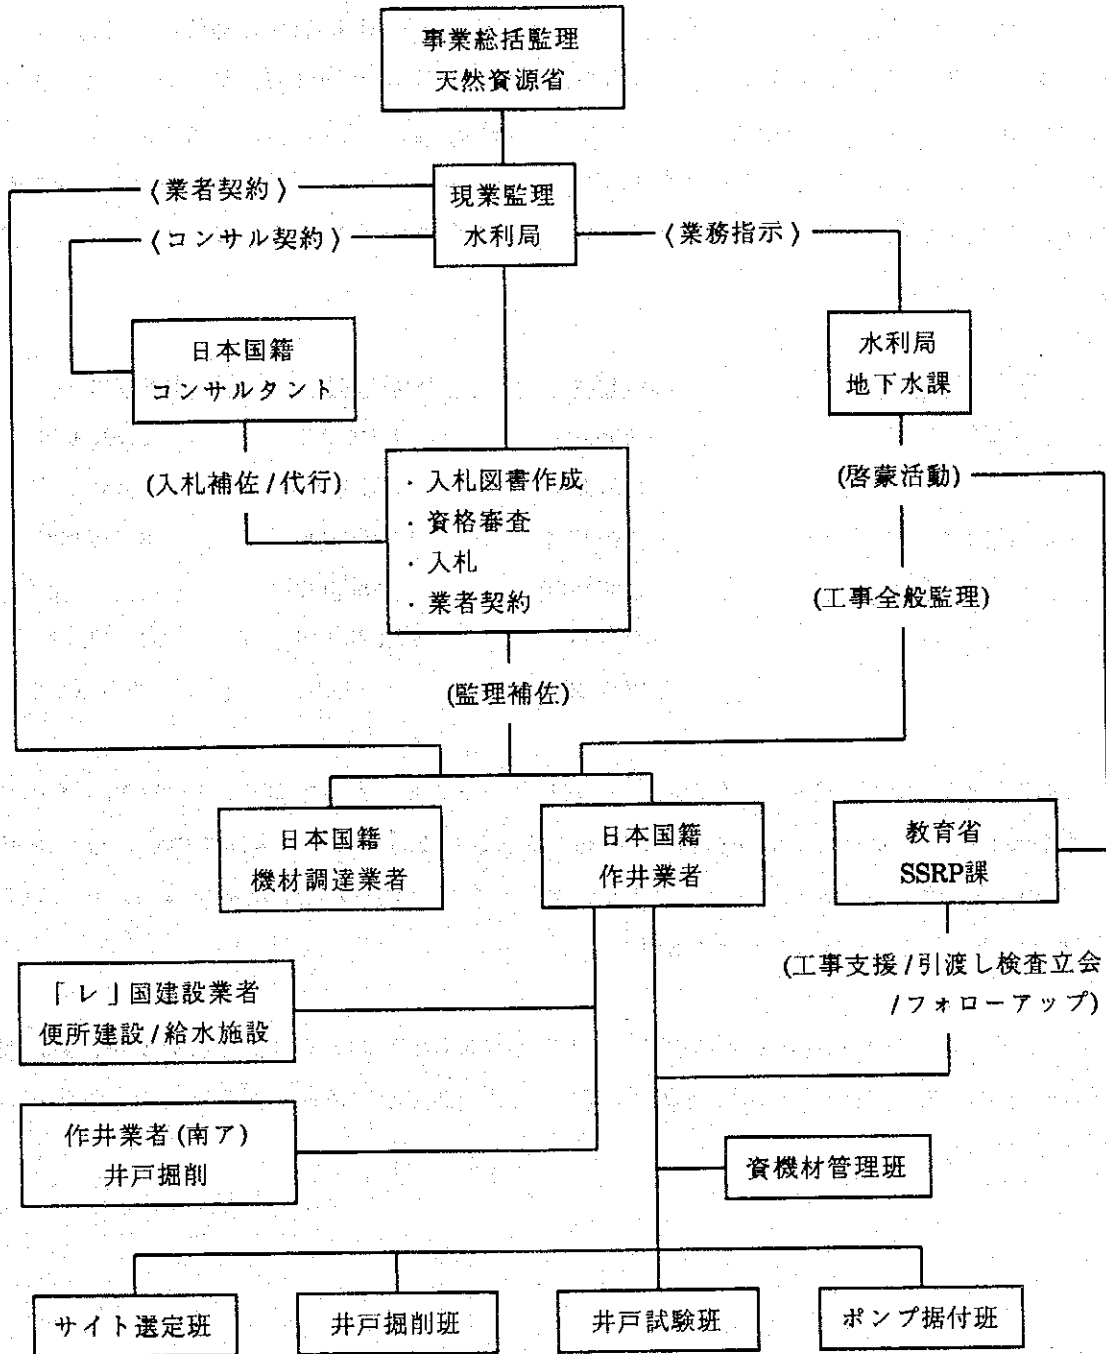 事業総括監理
天然資源省
〈業者契約〉
現業監理
水利局
〈コンサル契約〉
〈業務指示〉
日本国籍
コンサルタント
水利局
地下水課
(入札補佐/代行)
・入札図書作成
・資格審査
・入札
・業者契約
(啓蒙活動)
(工事全般監理)
(監理補佐)
日本国籍
機材調達業者
日本国籍
作井業者
教育省
SSRP課
(工事支援/引渡し検査立会
/フォローアップ)
「レ」国建設業者
便所建設/給水施設
作井業者(南ア)
井戸掘削
資機材管理班
サイト選定班
井戸掘削班
井戸試験班
ポンプ据付班